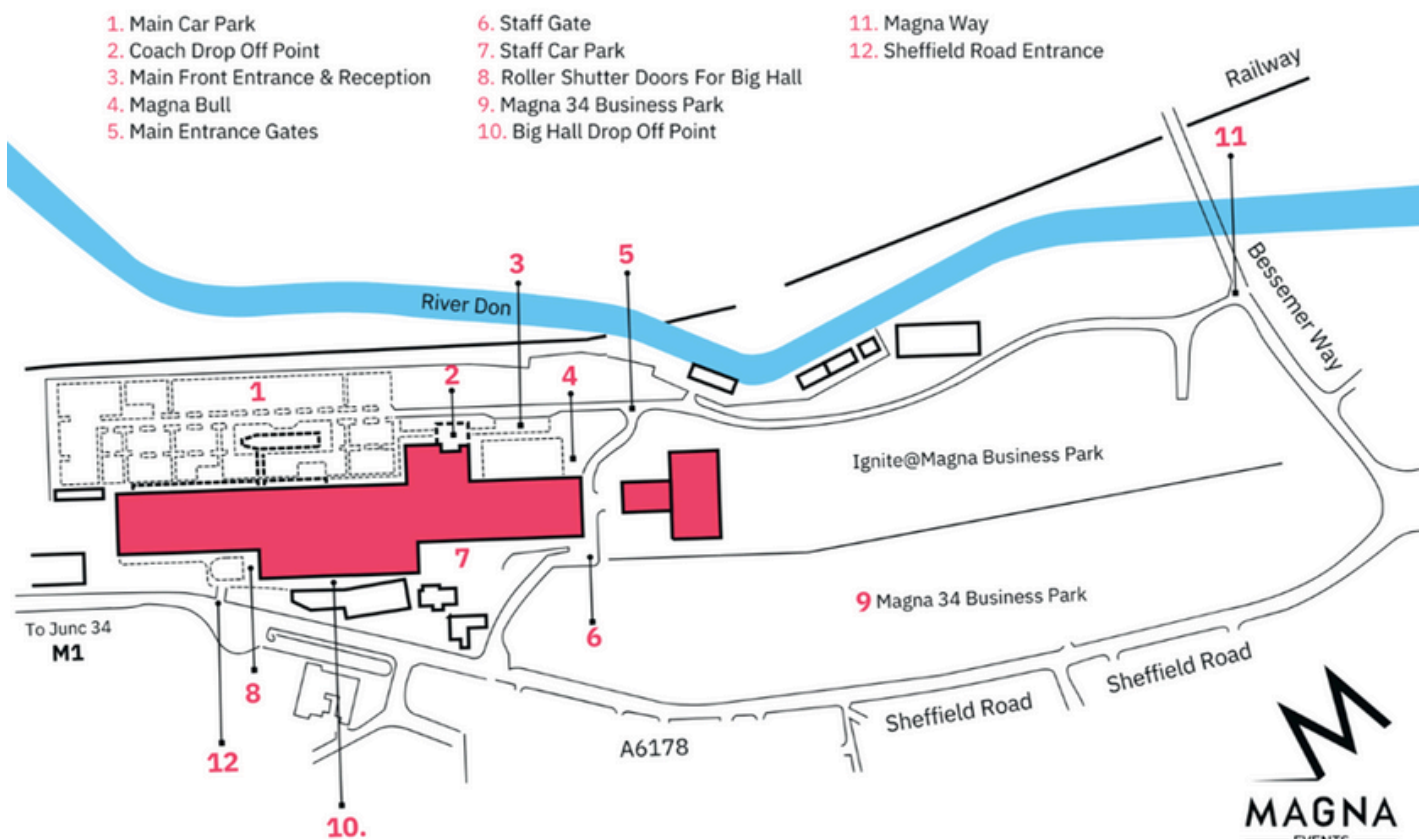 1. Main Car Park
2. Coach Drop Off Point
3. Main Front Entrance & Reception
4. Magna Bull
5. Main Entrance Gates
6. Staff Gate
7. Staff Car Park
8. Roller Shutter Doors For Big Hall
9. Magna 34 Business Park
10. Big Hall Drop Off Point
11. Magna Way
12. Sheffield Road Entrance
Railway
11
Bessemer Way
River Don
3
5
1
2
4
Ignite@Magna Business Park
7
9 Magna 34 Business Park
6
To Junc 34
M1
8
12
10.
A6178
Sheffield Road
Sheffield Road
MAGNA
EVENTS